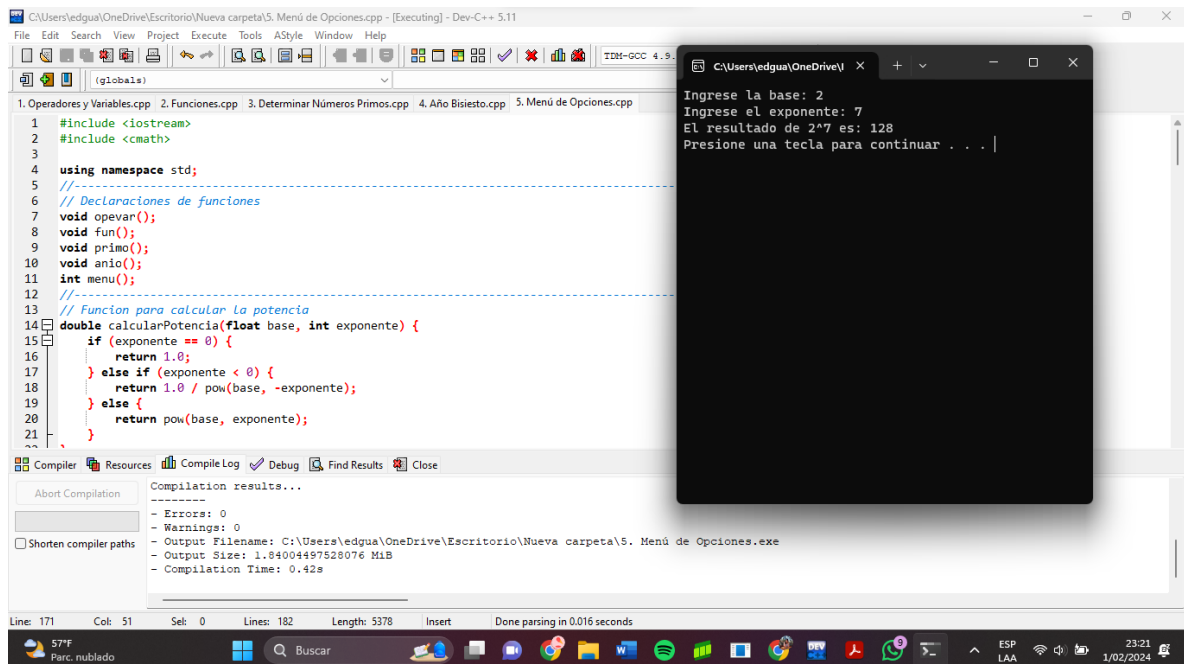 C:\Users\edgua\OneDrive\Escritorio\Nueva carpeta\5. Menú de Opciones.cpp - [Executing] - Dev-C++ 5.11
File Edit Search View Project Execute Tools AStyle Window Help
TDM-GCC 4.9.
(globals)
1. Operadores y Variables.cpp 2. Funciones.cpp 3. Determinar Números Primos.cpp 4. Año Bisiesto.cpp 5. Menú de Opciones.cpp
1 #include <iostream>
2 #include <cmath>
3
4 using namespace std;
5 //--------------------------------------------------------------------------------
6 // Declaraciones de funciones
7 void opevar();
8 void fun();
9 void primo();
10 void anio();
11 int menu();
12 //--------------------------------------------------------------------------------
13 // Funcion para calcular la potencia
14 double calcularPotencia(float base, int exponente) {
15 if (exponente == 0) {
16 return 1.0;
17 } else if (exponente < 0) {
18 return 1.0 / pow(base, -exponente);
19 } else {
20 return pow(base, exponente);
21 }
C:\Users\edgua\OneDrive\I
Ingrese la base: 2
Ingrese el exponente: 7
El resultado de 2^7 es: 128
Presione una tecla para continuar . . .
Compiler Resources Compile Log Debug Find Results Close
Abort Compilation
Shorten compiler paths
Compilation results...
--------
- Errors: 0
- Warnings: 0
- Output Filename: C:\Users\edgua\OneDrive\Escritorio\Nueva carpeta\5. Menú de Opciones.exe
- Output Size: 1.84004497528076 MiB
- Compilation Time: 0.42s
Line: 171 Col: 51 Sel: 0 Lines: 182 Length: 5378 Insert Done parsing in 0.016 seconds
57°F
Parc. nublado
Buscar
ESP
LAA
23:21
1/02/2024